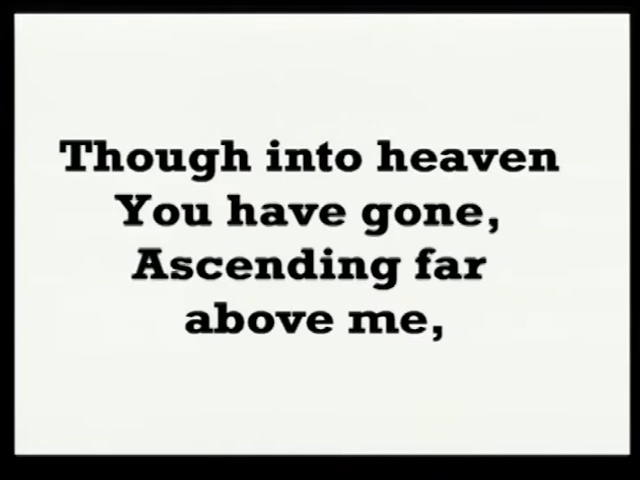 Though into heaven
You have gone,
Ascending far
above me,